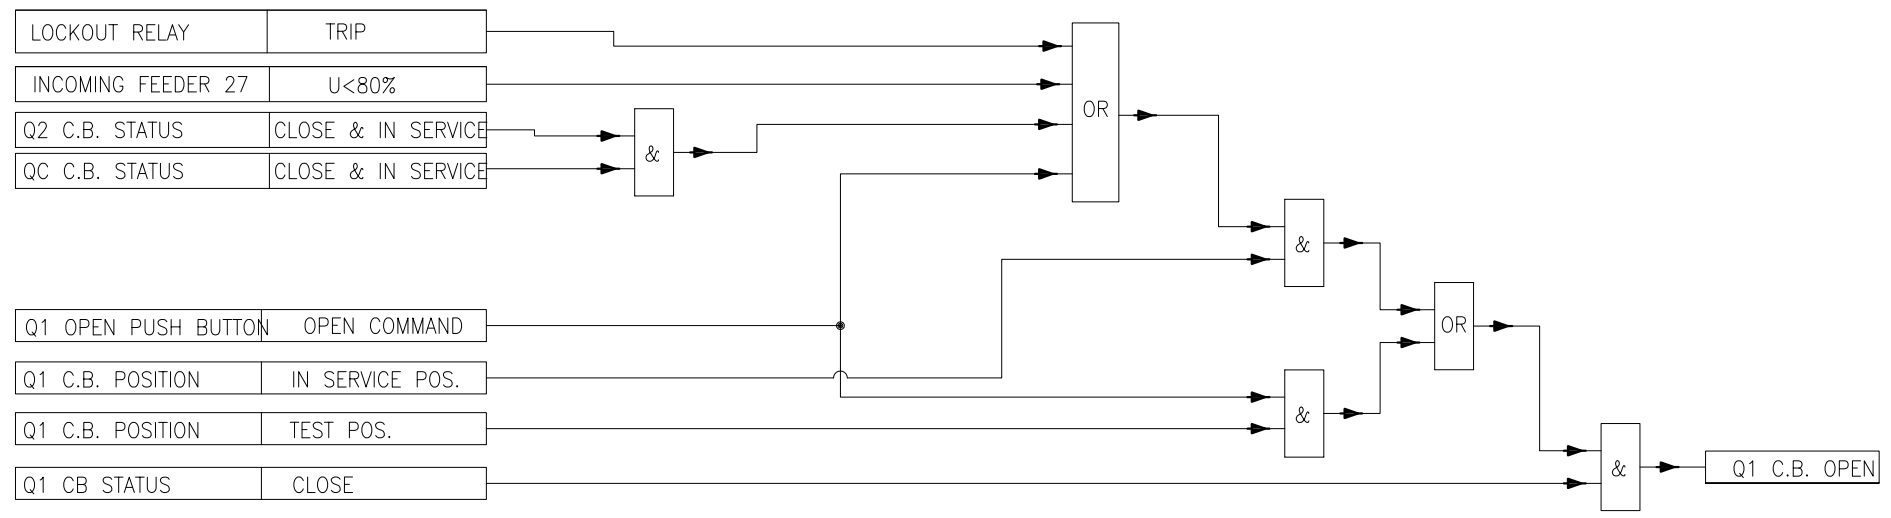 LOCKOUT RELAY TRIP
INCOMING FEEDER 27 U<80%
Q2 C.B. STATUS CLOSE & IN SERVICE
QC C.B. STATUS CLOSE & IN SERVICE
&
OR
&
Q1 OPEN PUSH BUTTON OPEN COMMAND
OR
Q1 C.B. POSITION IN SERVICE POS.
&
Q1 C.B. POSITION TEST POS.
Q1 CB STATUS CLOSE
&
Q1 C.B. OPEN